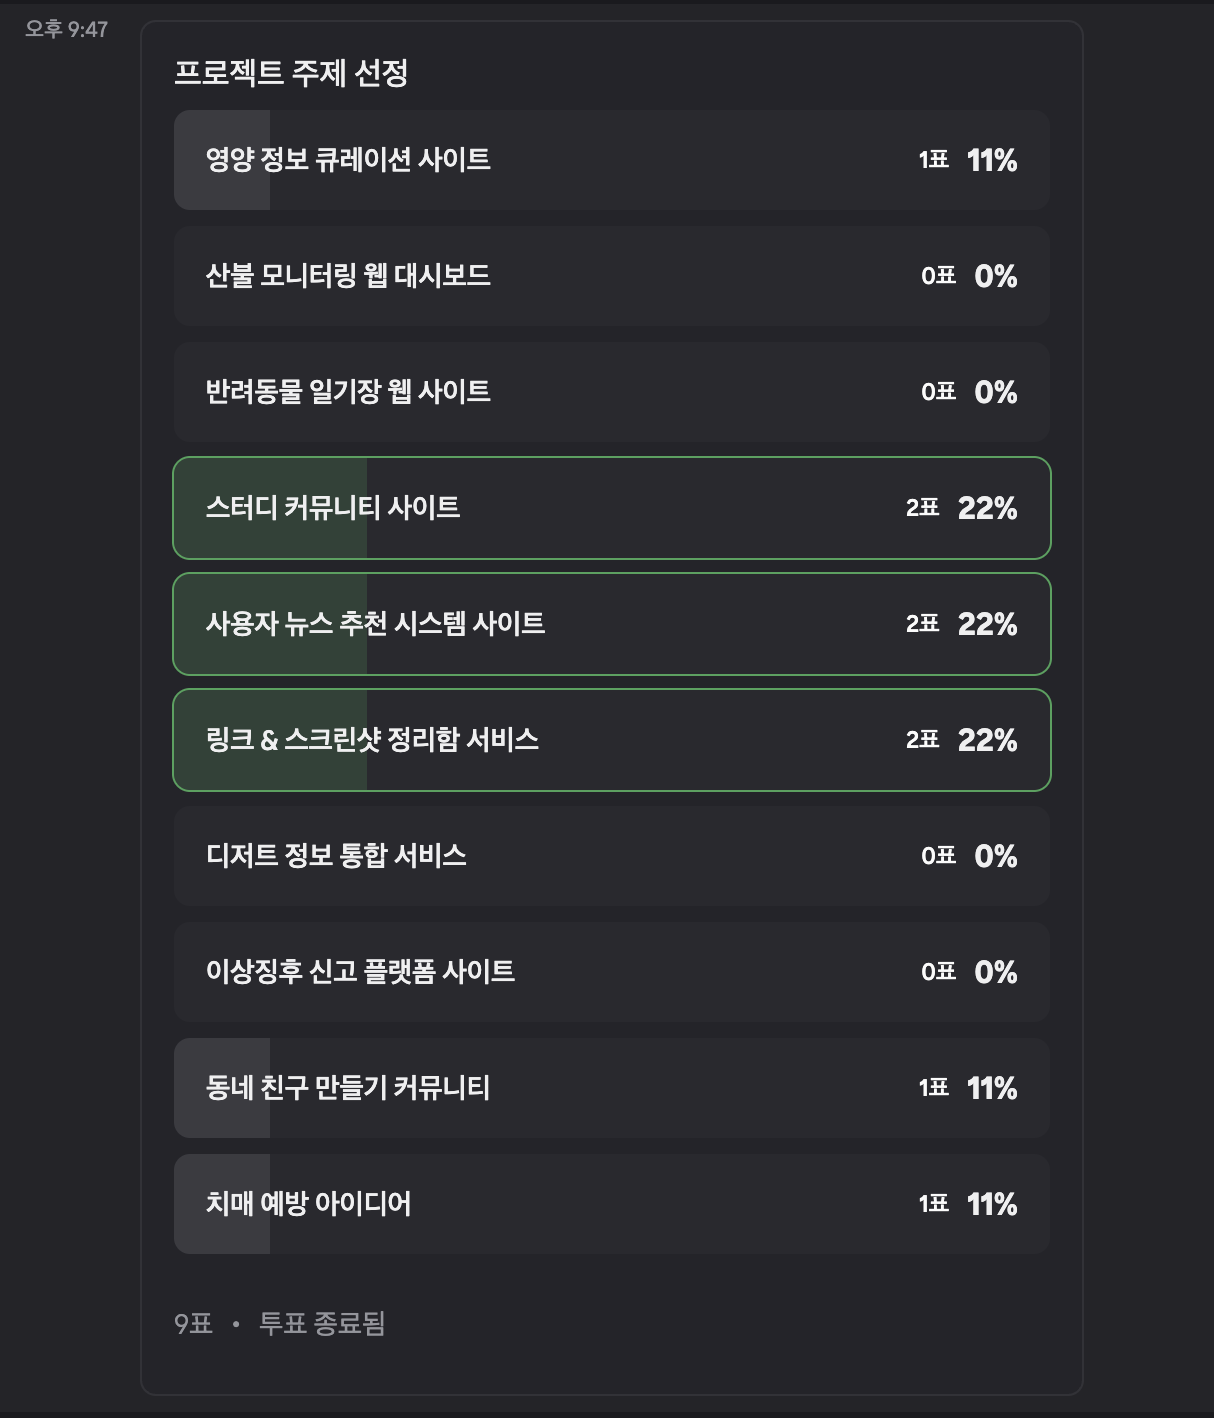 오후 9:47
프로젝트 주제 선정
영양 정보 큐레이션 사이트 1표 11%
산불 모니터링 웹 대시보드 0표 0%
반려동물 일기장 웹 사이트 0표 0%
스터디 커뮤니티 사이트 2표 22%
사용자 뉴스 추천 시스템 사이트 2표 22%
링크 & 스크린샷 정리함 서비스 2표 22%
디저트 정보 통합 서비스 0표 0%
이상징후 신고 플랫폼 사이트 0표 0%
동네 친구 만들기 커뮤니티 1표 11%
치매 예방 아이디어 1표 11%
9표 • 투표 종료됨